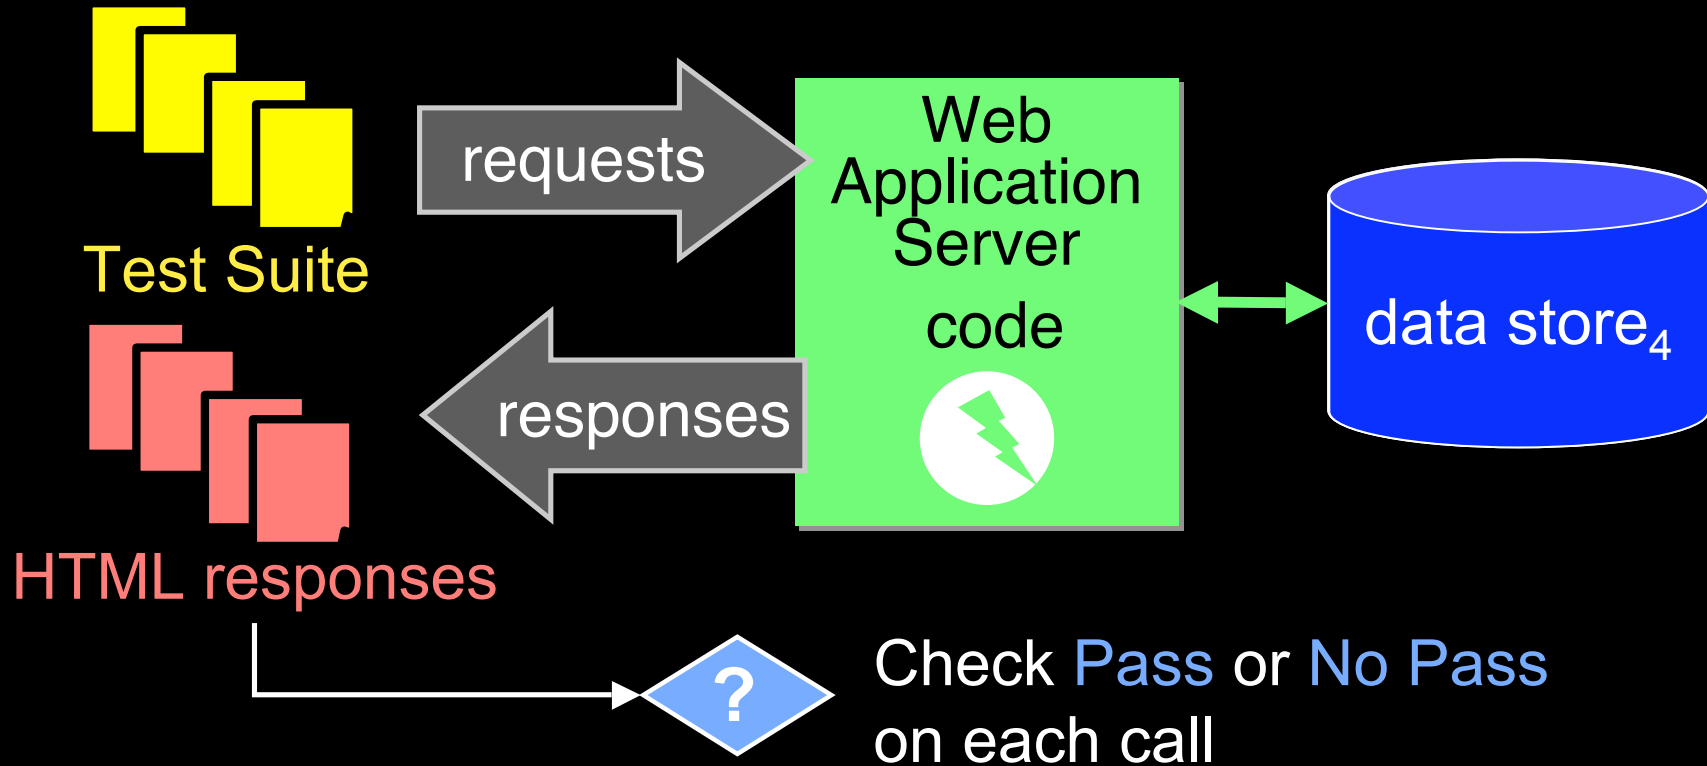 Test Suite
requests
Web
Application
Server
code
data store₄
responses
HTML responses
?
Check Pass or No Pass
on each call